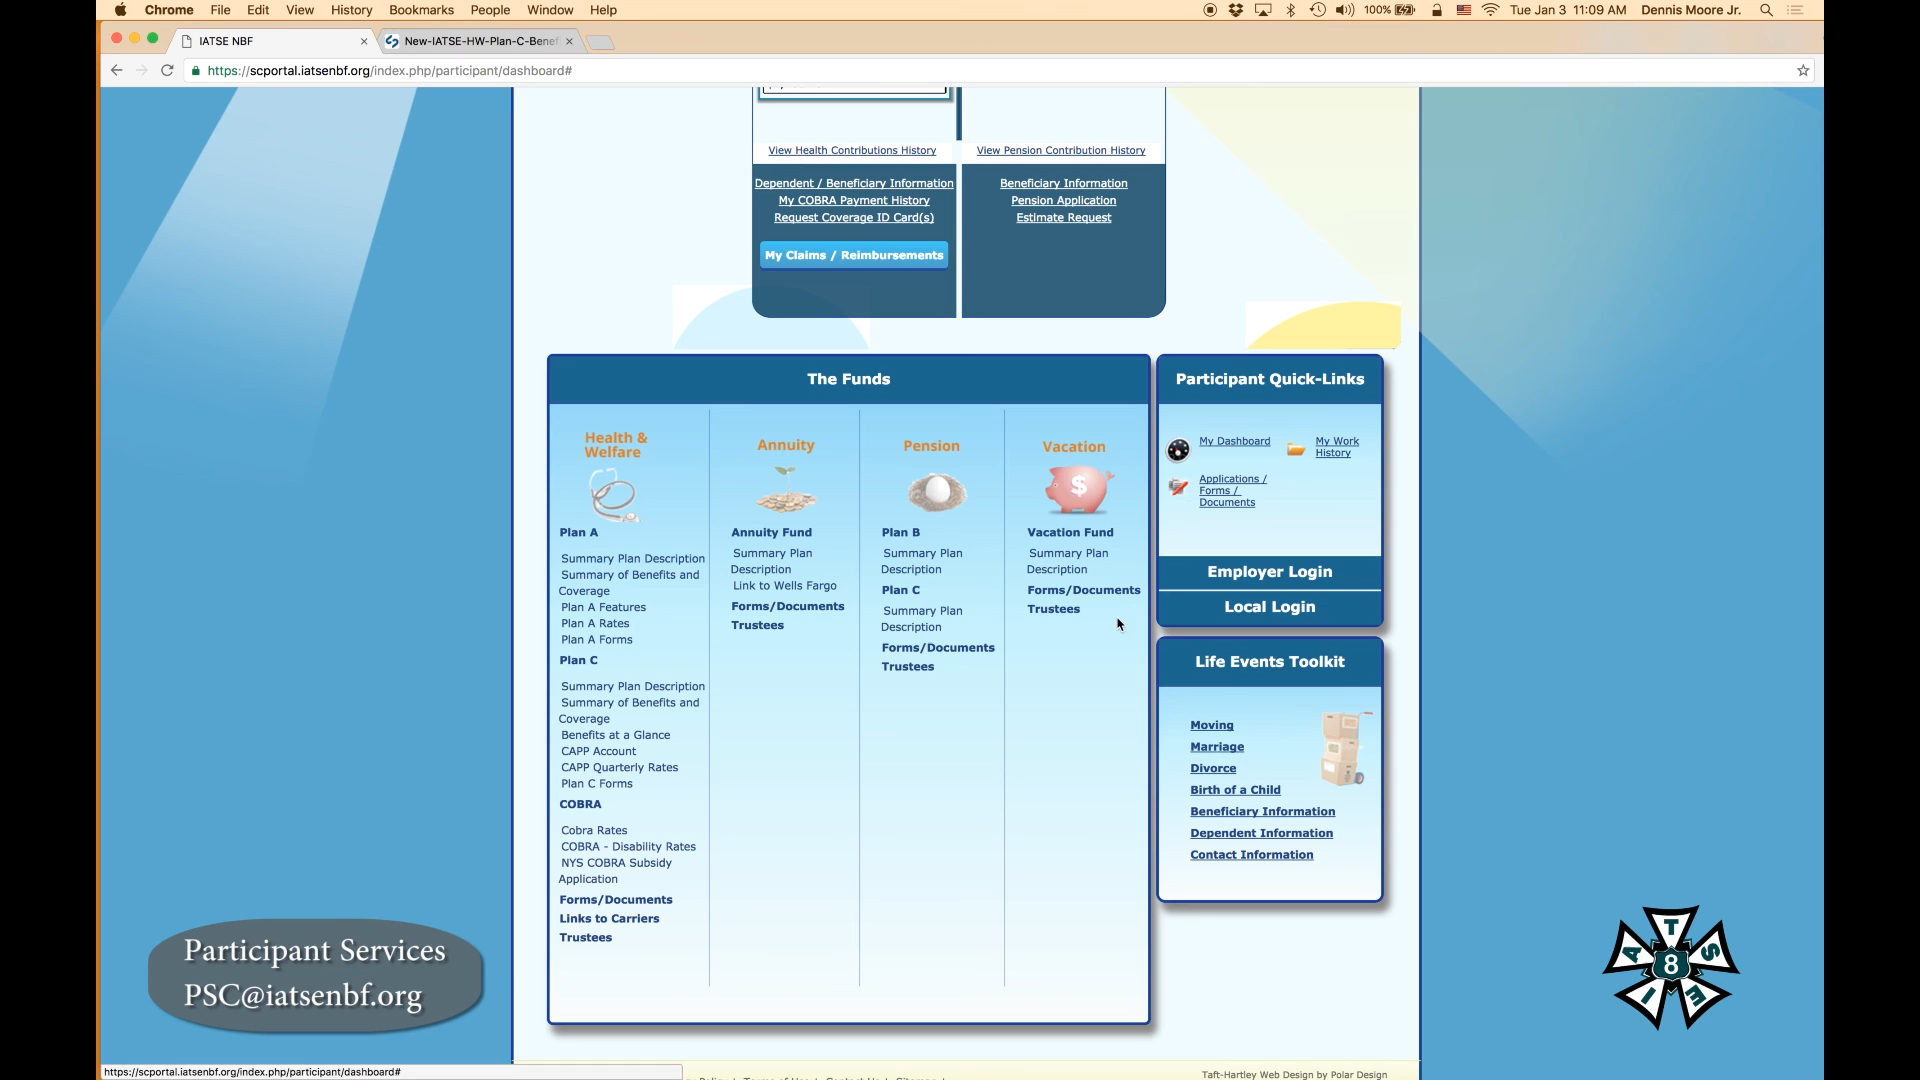 Chrome File Edit View History Bookmarks People Window Help 100% Tue Jan 3 11:09 AM Dennis Moore Jr.
IATSE NBF
New-IATSE-HW-Plan-C-Benef
https://scportal.iatsenbf.org/index.php/participant/dashboard#
View Health Contributions History
View Pension Contribution History
Dependent / Beneficiary Information
My COBRA Payment History
Request Coverage ID Card(s)
My Claims / Reimbursements
Beneficiary Information
Pension Application
Estimate Request
The Funds
Health &
Welfare
Plan A
Summary Plan Description
Summary of Benefits and
Coverage
Plan A Features
Plan A Rates
Plan A Forms
Plan C
Summary Plan Description
Summary of Benefits and
Coverage
Benefits at a Glance
CAPP Account
CAPP Quarterly Rates
Plan C Forms
COBRA
Cobra Rates
COBRA - Disability Rates
NYS COBRA Subsidy
Application
Forms/Documents
Links to Carriers
Trustees
Annuity
Annuity Fund
Summary Plan
Description
Link to Wells Fargo
Forms/Documents
Trustees
Pension
Plan B
Summary Plan
Description
Plan C
Summary Plan
Description
Forms/Documents
Trustees
Vacation
$
Vacation Fund
Summary Plan
Description
Forms/Documents
Trustees
Participant Quick-Links
My Dashboard
My Work
History
Applications /
Forms /
Documents
Employer Login
Local Login
Life Events Toolkit
Moving
Marriage
Divorce
Birth of a Child
Beneficiary Information
Dependent Information
Contact Information
Participant Services
PSC@iatsenbf.org
I A T S E
8
https://scportal.iatsenbf.org/index.php/participant/dashboard#
Taft-Hartley Web Design by Polar Design